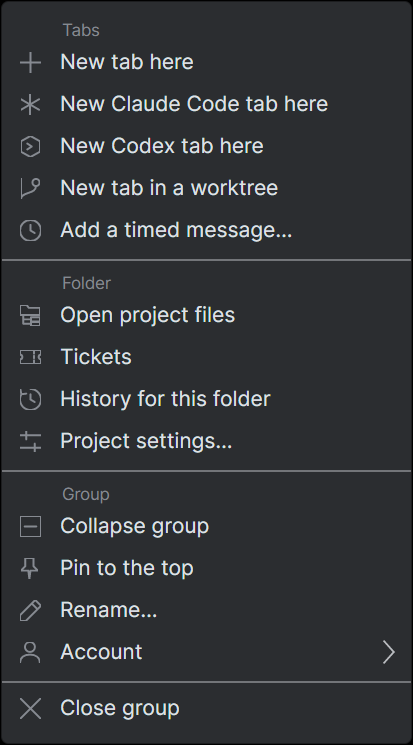 Tabs
New tab here
New Claude Code tab here
New Codex tab here
New tab in a worktree
Add a timed message...
Folder
Open project files
Tickets
History for this folder
Project settings...
Group
Collapse group
Pin to the top
Rename...
Account
Close group